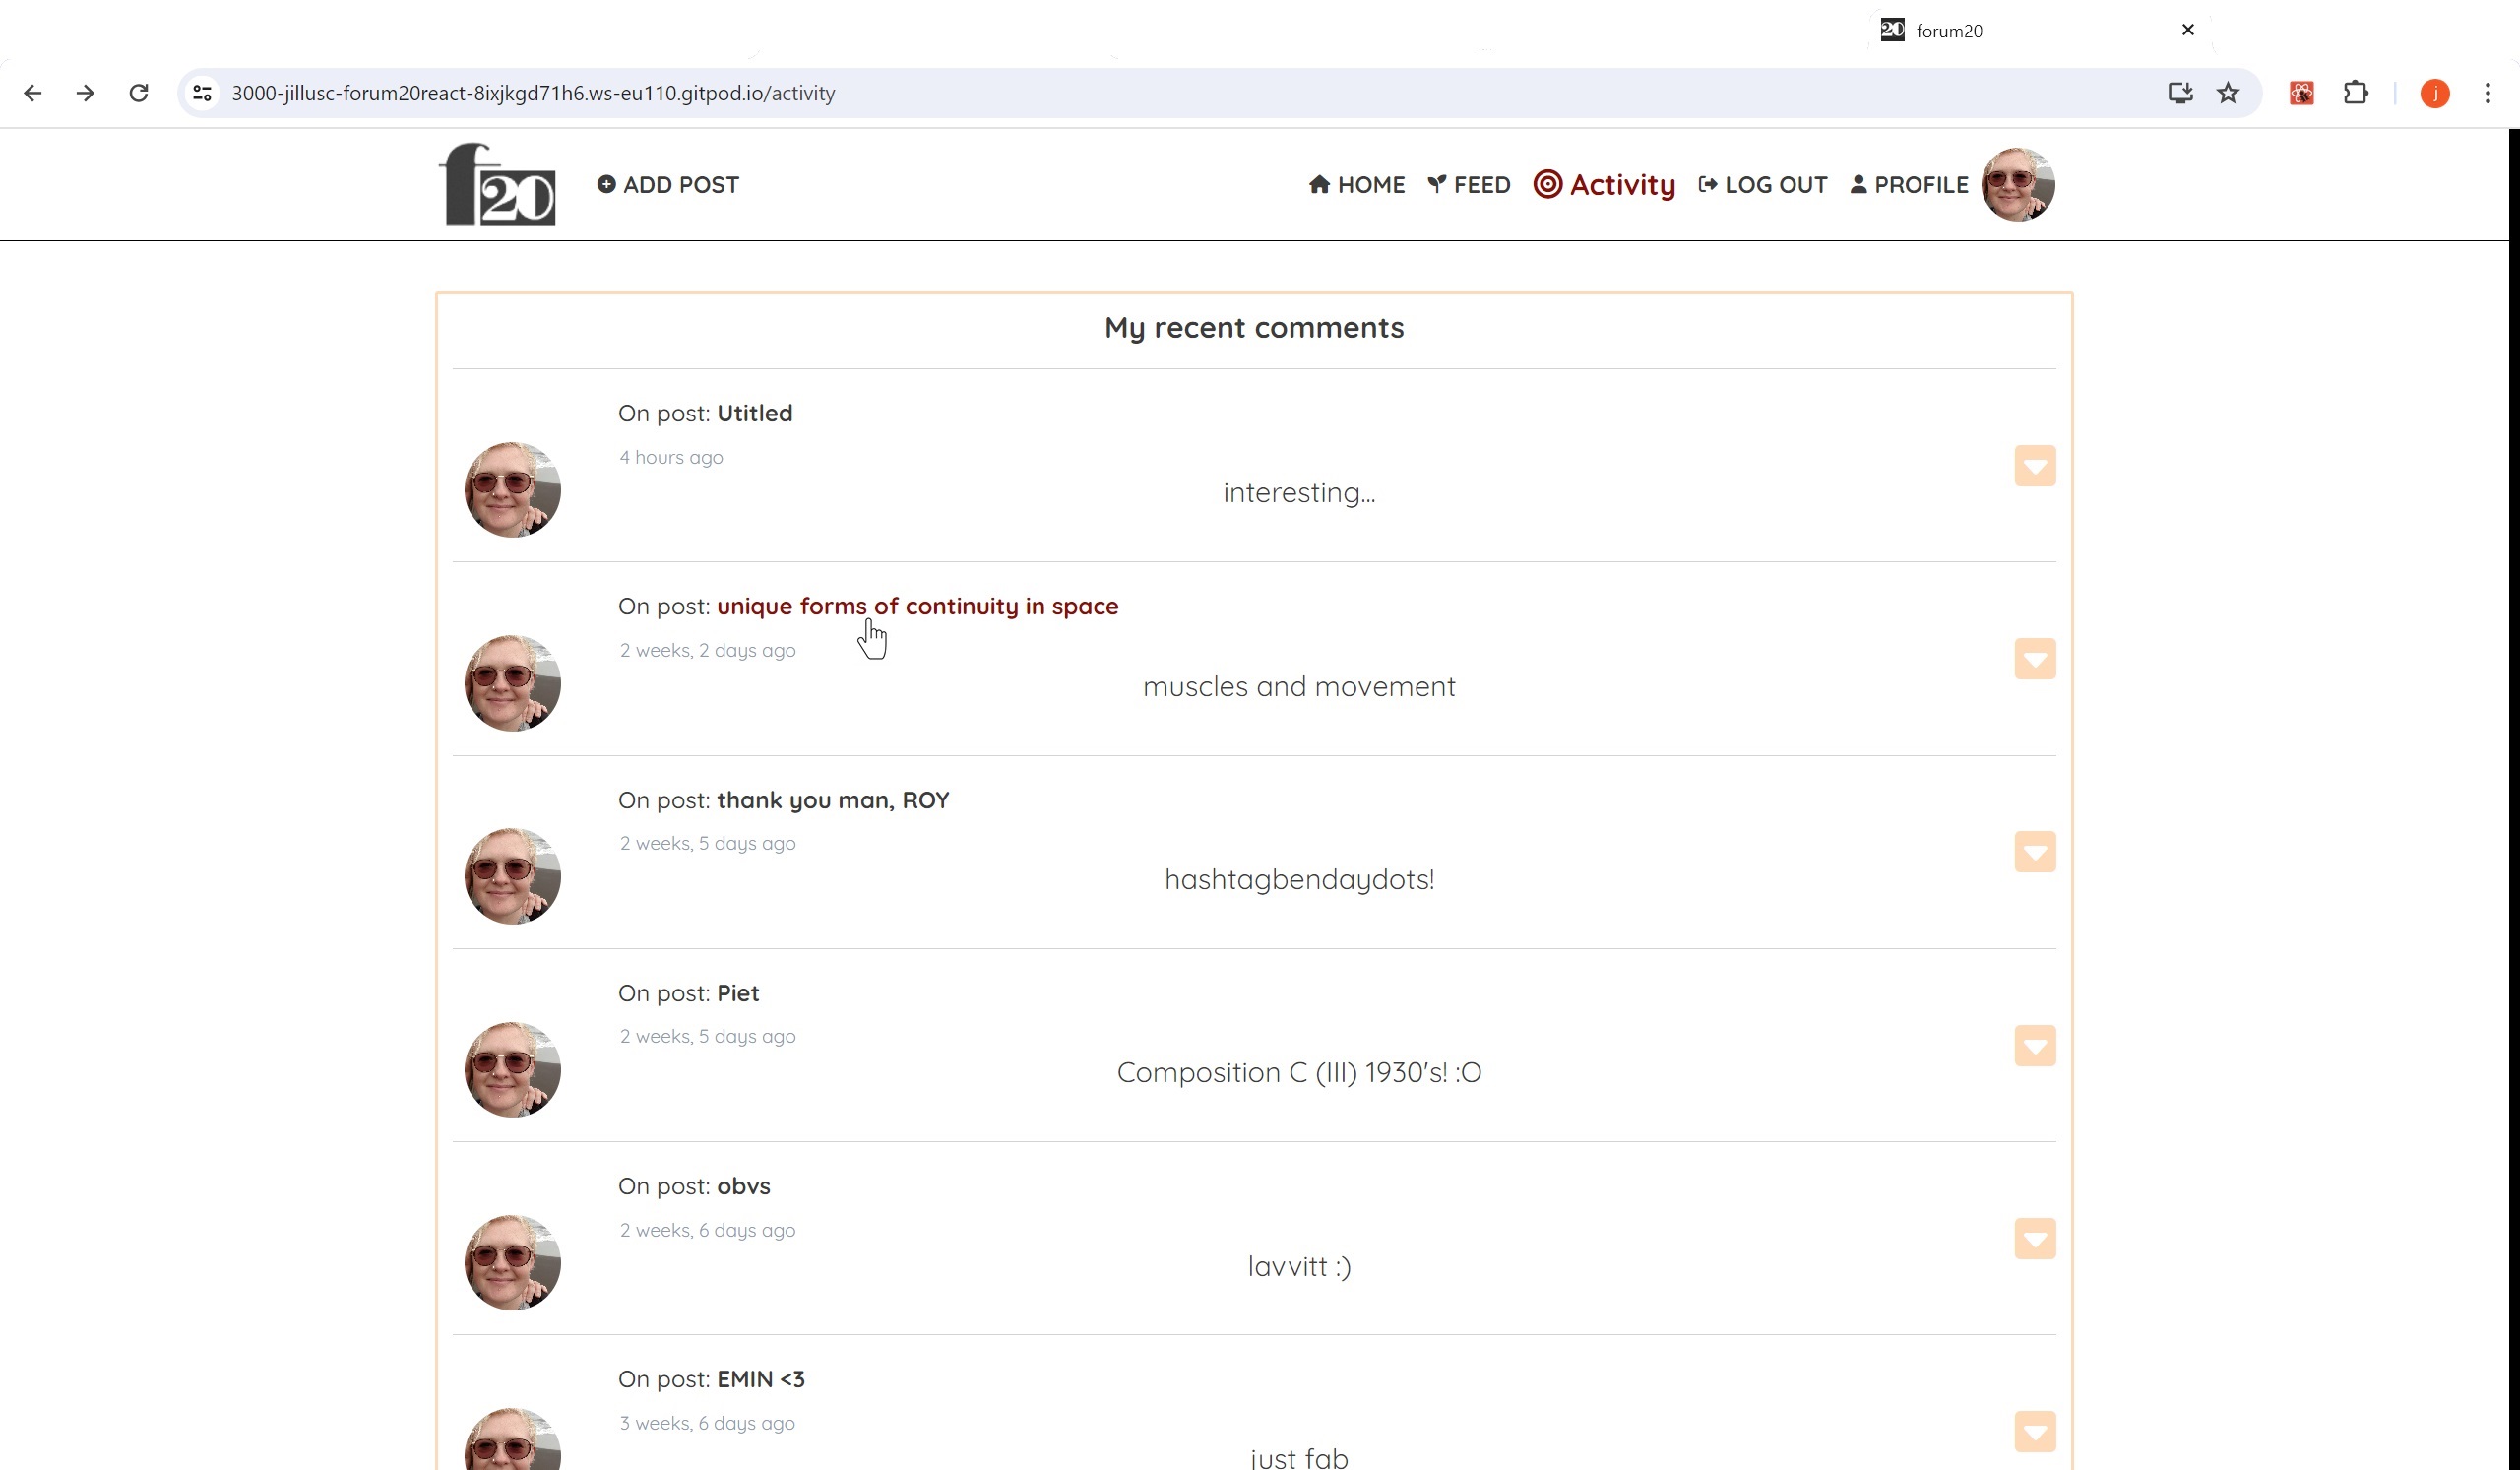 20 forum20
3000-jillusc-forum20react-8ixjkgd71h6.ws-eu110.gitpod.io/activity
j
f20
ADD POST
HOME FEED Activity LOG OUT PROFILE
My recent comments
On post: Utitled
4 hours ago
interesting...
On post: unique forms of continuity in space
2 weeks, 2 days ago
muscles and movement
On post: thank you man, ROY
2 weeks, 5 days ago
hashtagbendaydots!
On post: Piet
2 weeks, 5 days ago
Composition C (III) 1930's! :O
On post: obvs
2 weeks, 6 days ago
lavvitt :)
On post: EMIN <3
3 weeks, 6 days ago
just fab